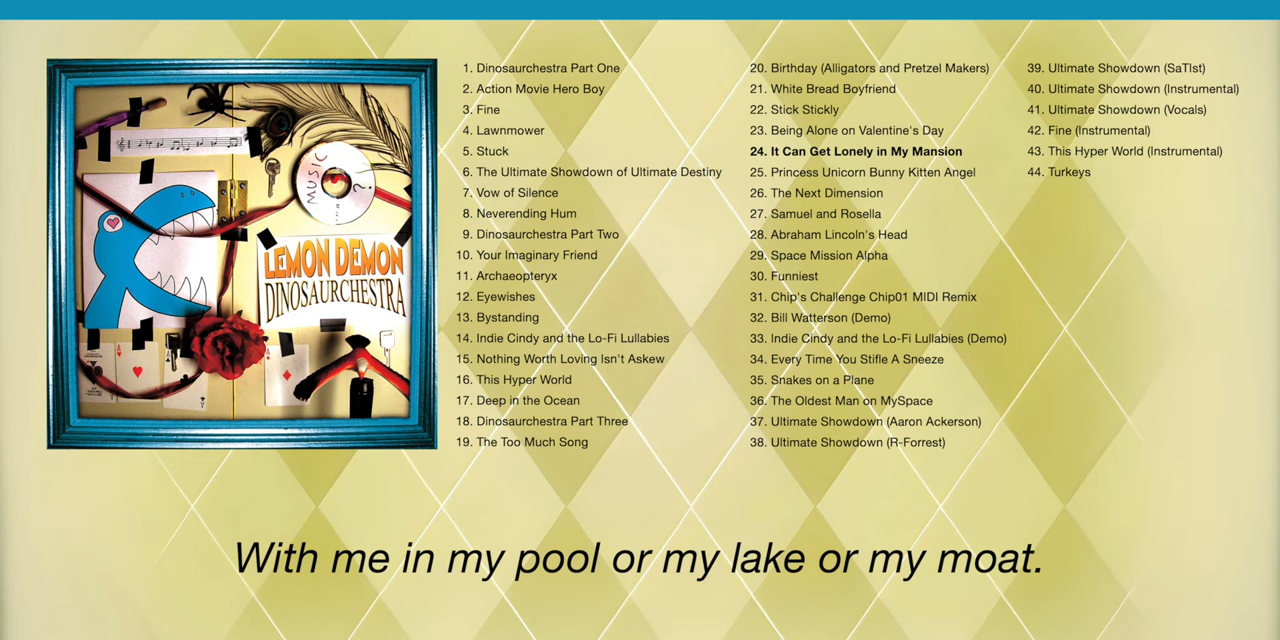 MUSIC
LEMON DEMON
DINOSAURCHESTRA
1. Dinosaurchestra Part One
2. Action Movie Hero Boy
3. Fine
4. Lawnmower
5. Stuck
6. The Ultimate Showdown of Ultimate Destiny
7. Vow of Silence
8. Neverending Hum
9. Dinosaurchestra Part Two
10. Your Imaginary Friend
11. Archaeopteryx
12. Eyewishes
13. Bystanding
14. Indie Cindy and the Lo-Fi Lullabies
15. Nothing Worth Loving Isn't Askew
16. This Hyper World
17. Deep in the Ocean
18. Dinosaurchestra Part Three
19. The Too Much Song
20. Birthday (Alligators and Pretzel Makers)
21. White Bread Boyfriend
22. Stick Stickly
23. Being Alone on Valentine's Day
24. It Can Get Lonely in My Mansion
25. Princess Unicorn Bunny Kitten Angel
26. The Next Dimension
27. Samuel and Rosella
28. Abraham Lincoln's Head
29. Space Mission Alpha
30. Funniest
31. Chip's Challenge Chip01 MIDI Remix
32. Bill Watterson (Demo)
33. Indie Cindy and the Lo-Fi Lullabies (Demo)
34. Every Time You Stifle A Sneeze
35. Snakes on a Plane
36. The Oldest Man on MySpace
37. Ultimate Showdown (Aaron Ackerson)
38. Ultimate Showdown (R-Forrest)
39. Ultimate Showdown (SaTIst)
40. Ultimate Showdown (Instrumental)
41. Ultimate Showdown (Vocals)
42. Fine (Instrumental)
43. This Hyper World (Instrumental)
44. Turkeys
With me in my pool or my lake or my moat.